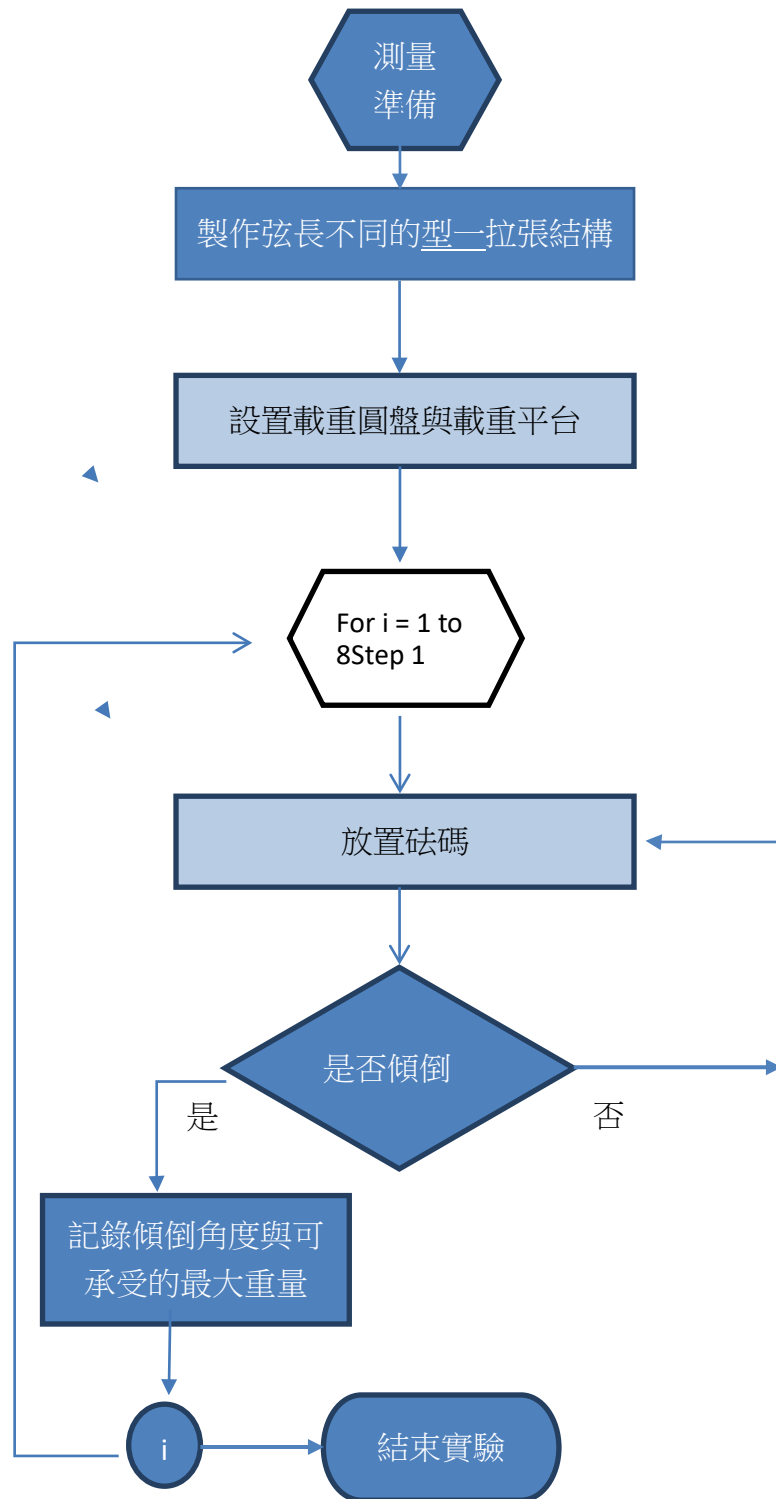 測量
準備
製作弦長不同的型一拉張結構
設置載重圓盤與載重平台
For i = 1 to
8Step 1
放置砝碼
是否傾倒
是
否
記錄傾倒角度與可
承受的最大重量
i
結束實驗